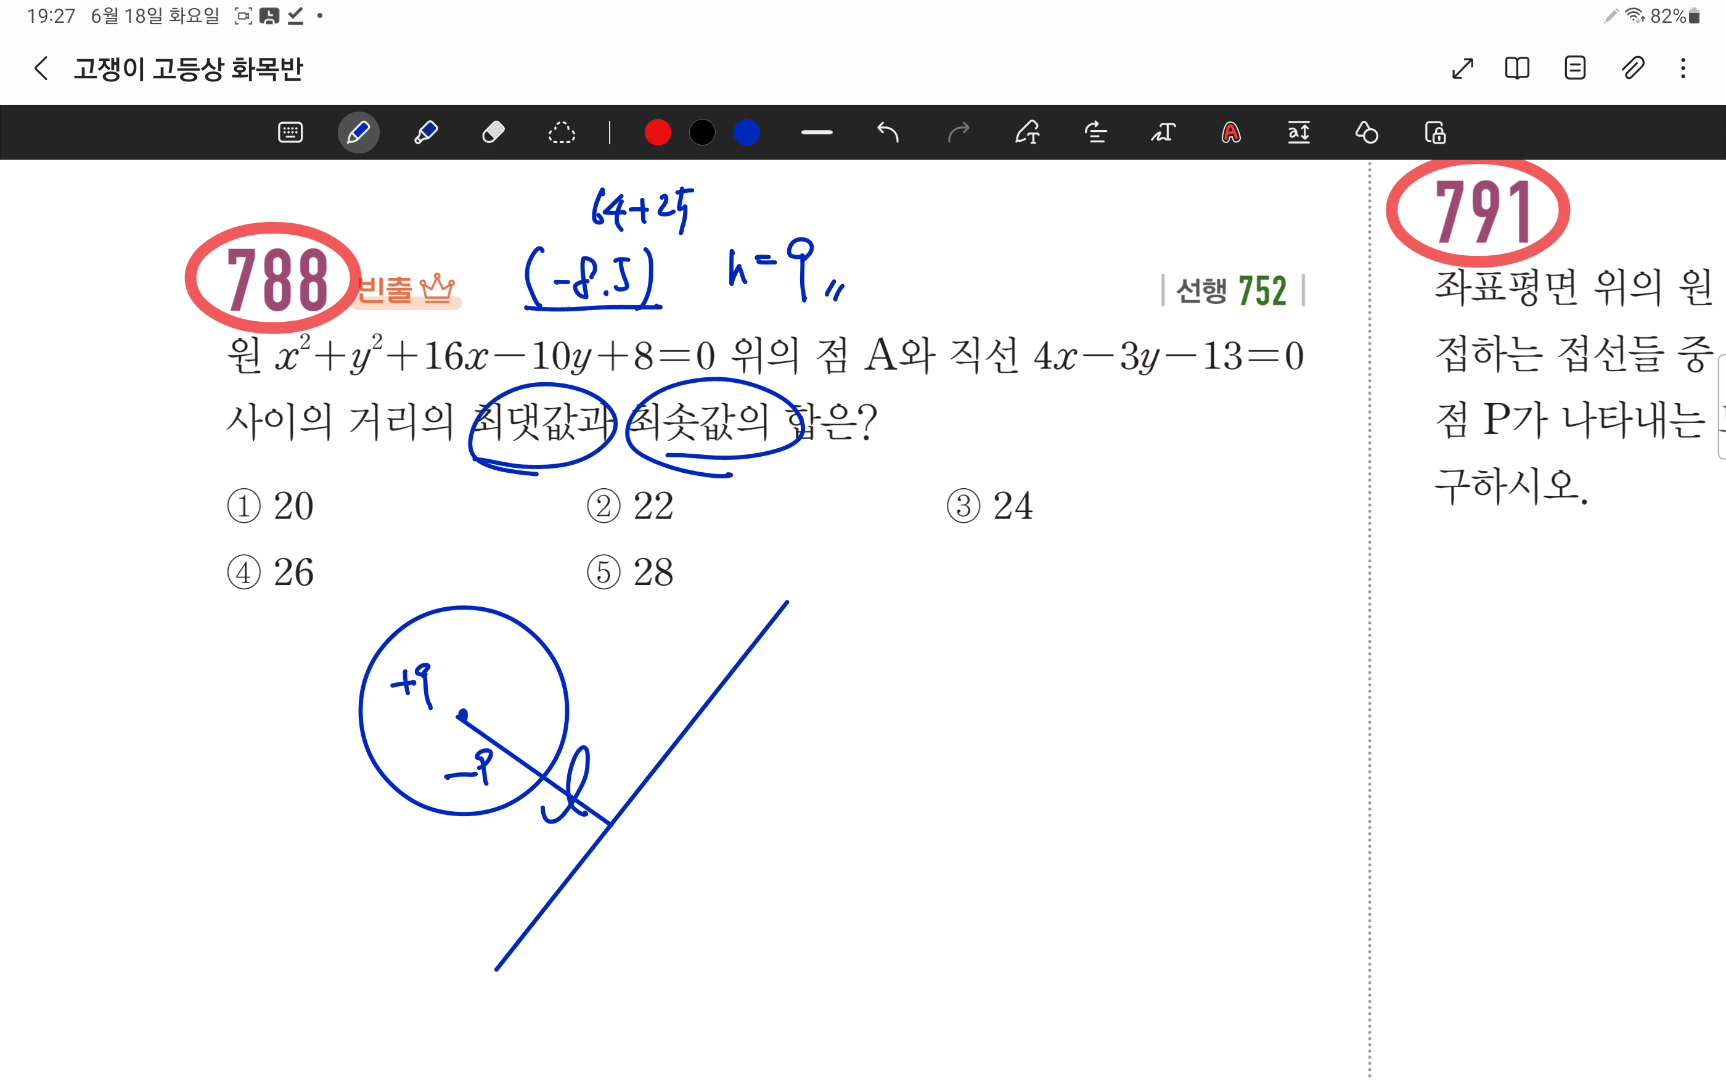 19:27 6월 18일 화요일 82%
고쟁이 고등상 화목반
64+25
788 빈출 (-8.5) h=9 선행 752
원 x²+y²+16x−10y+8=0 위의 점 A와 직선 4x−3y−13=0
사이의 거리의 최댓값과 최솟값의 합은?
① 20 ② 22 ③ 24
④ 26 ⑤ 28
+9
-9
l
791
좌표평면 위의 원
접하는 접선들 중
점 P가 나타내는
구하시오.